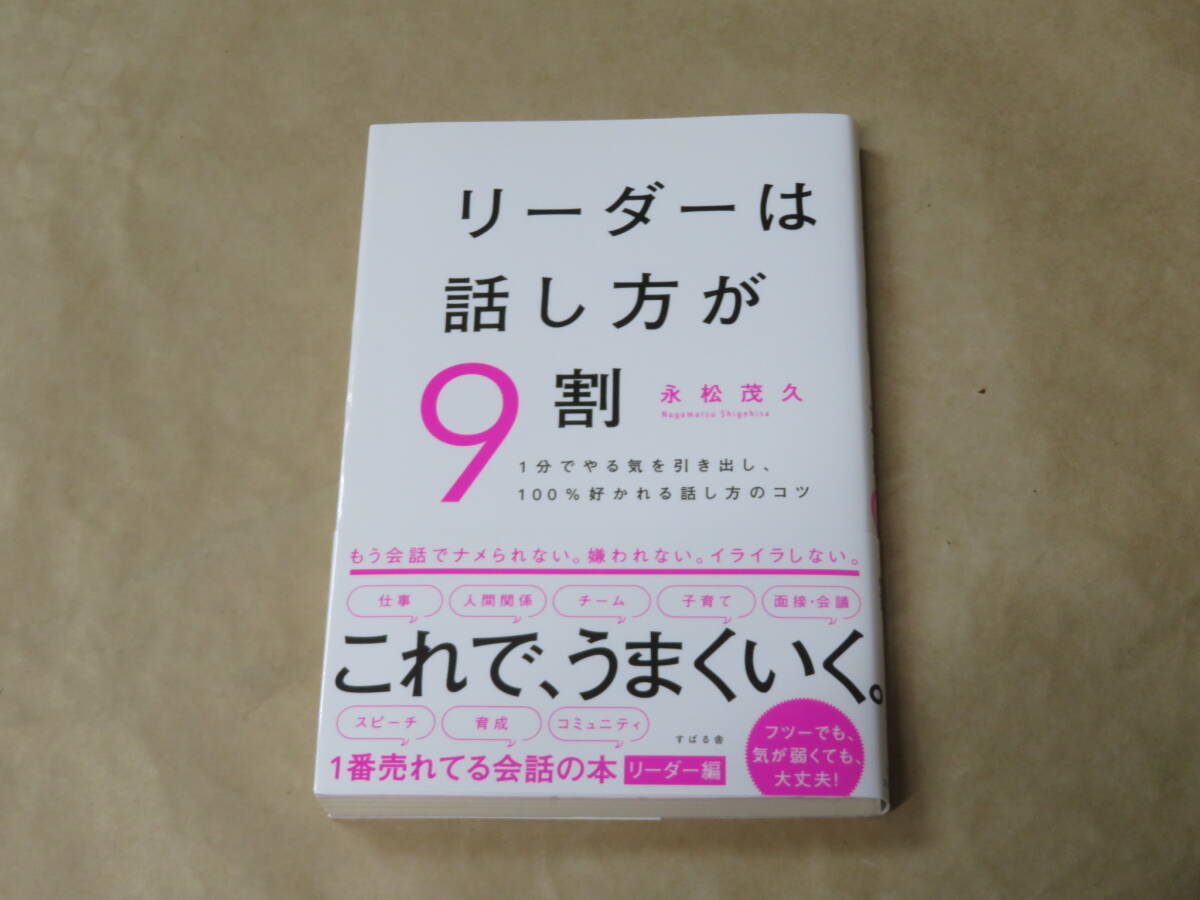 リーダーは
話し方が
9割
永松茂久
Nagamatsu Shigehisa
1分でやる気を引き出し、
100%好かれる話し方のコツ
もう会話でナメられない。嫌われない。イライラしない。
仕事 人間関係 チーム 子育て 面接・会議
これで、うまくいく。
スピーチ 育成 コミュニティ
すばる舎
1番売れてる会話の本 リーダー編
フツーでも、
気が弱くても、
大丈夫!